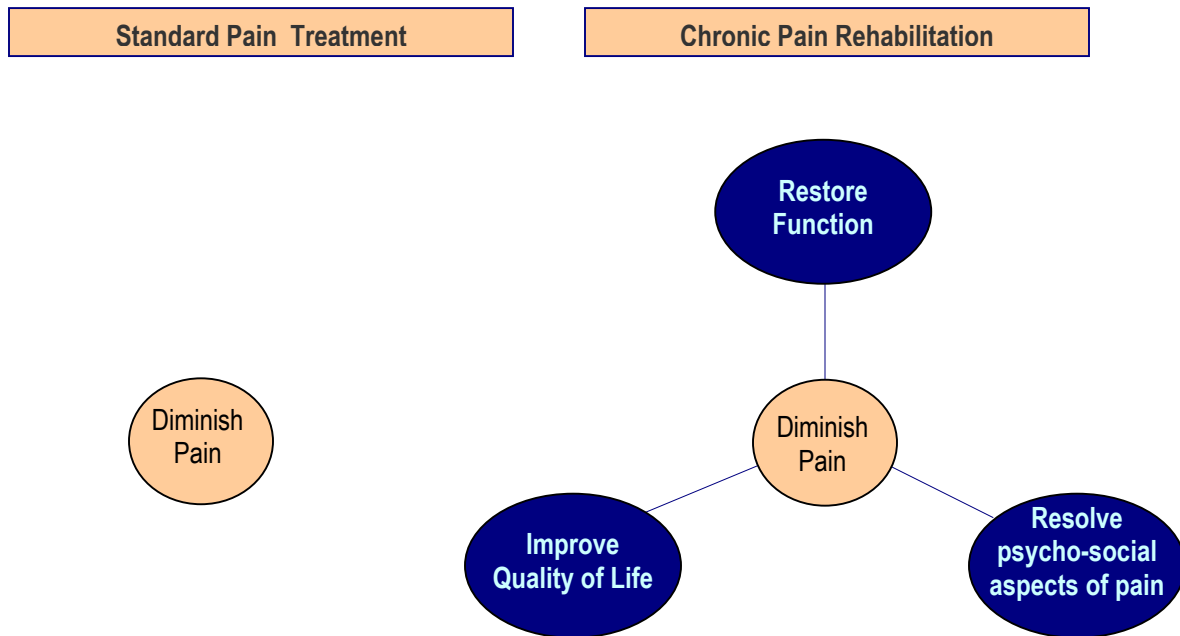 Standard Pain  Treatment
Chronic Pain Rehabilitation
Restore
Function
Diminish
Pain
Diminish
Pain
Improve
Quality of Life
Resolve
psycho-social
aspects of pain